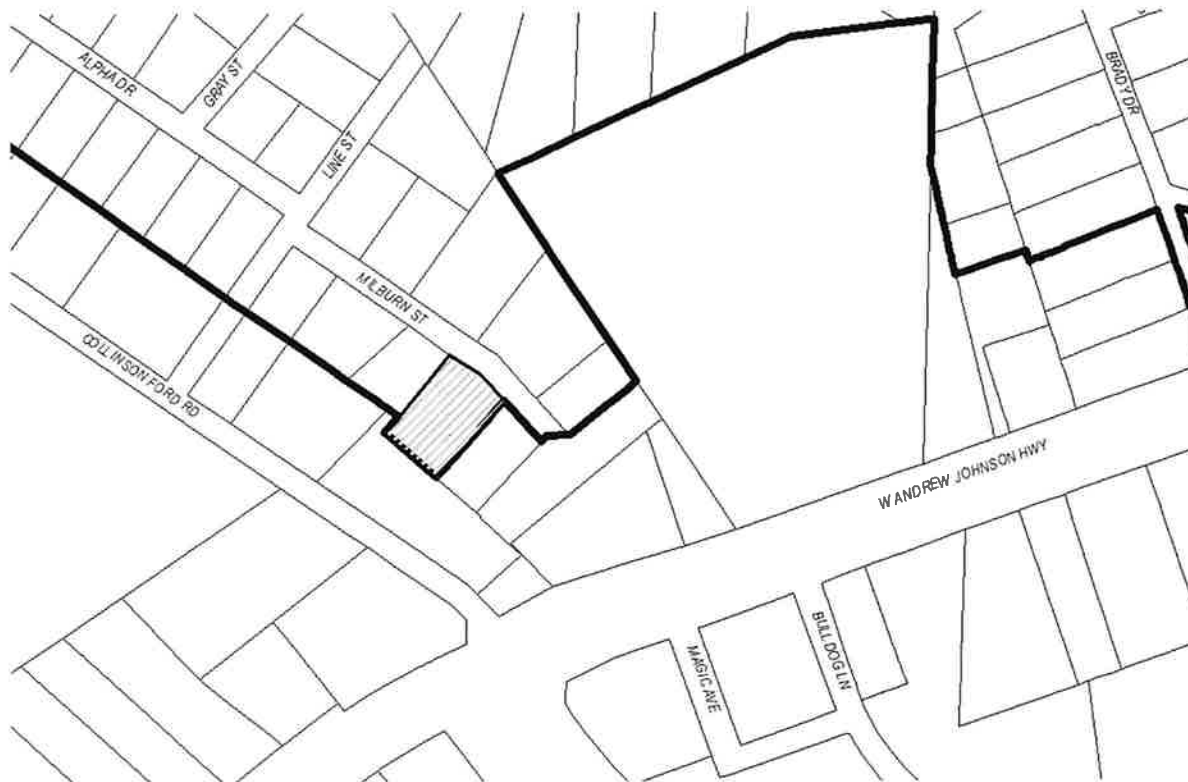 ALPHA DR
GRAY ST
LINE ST
BRADY DR
MILBURN ST
COLLINSON FORD RD
W ANDREW JOHNSON HWY
MAGIC AVE
BULLDOG LN